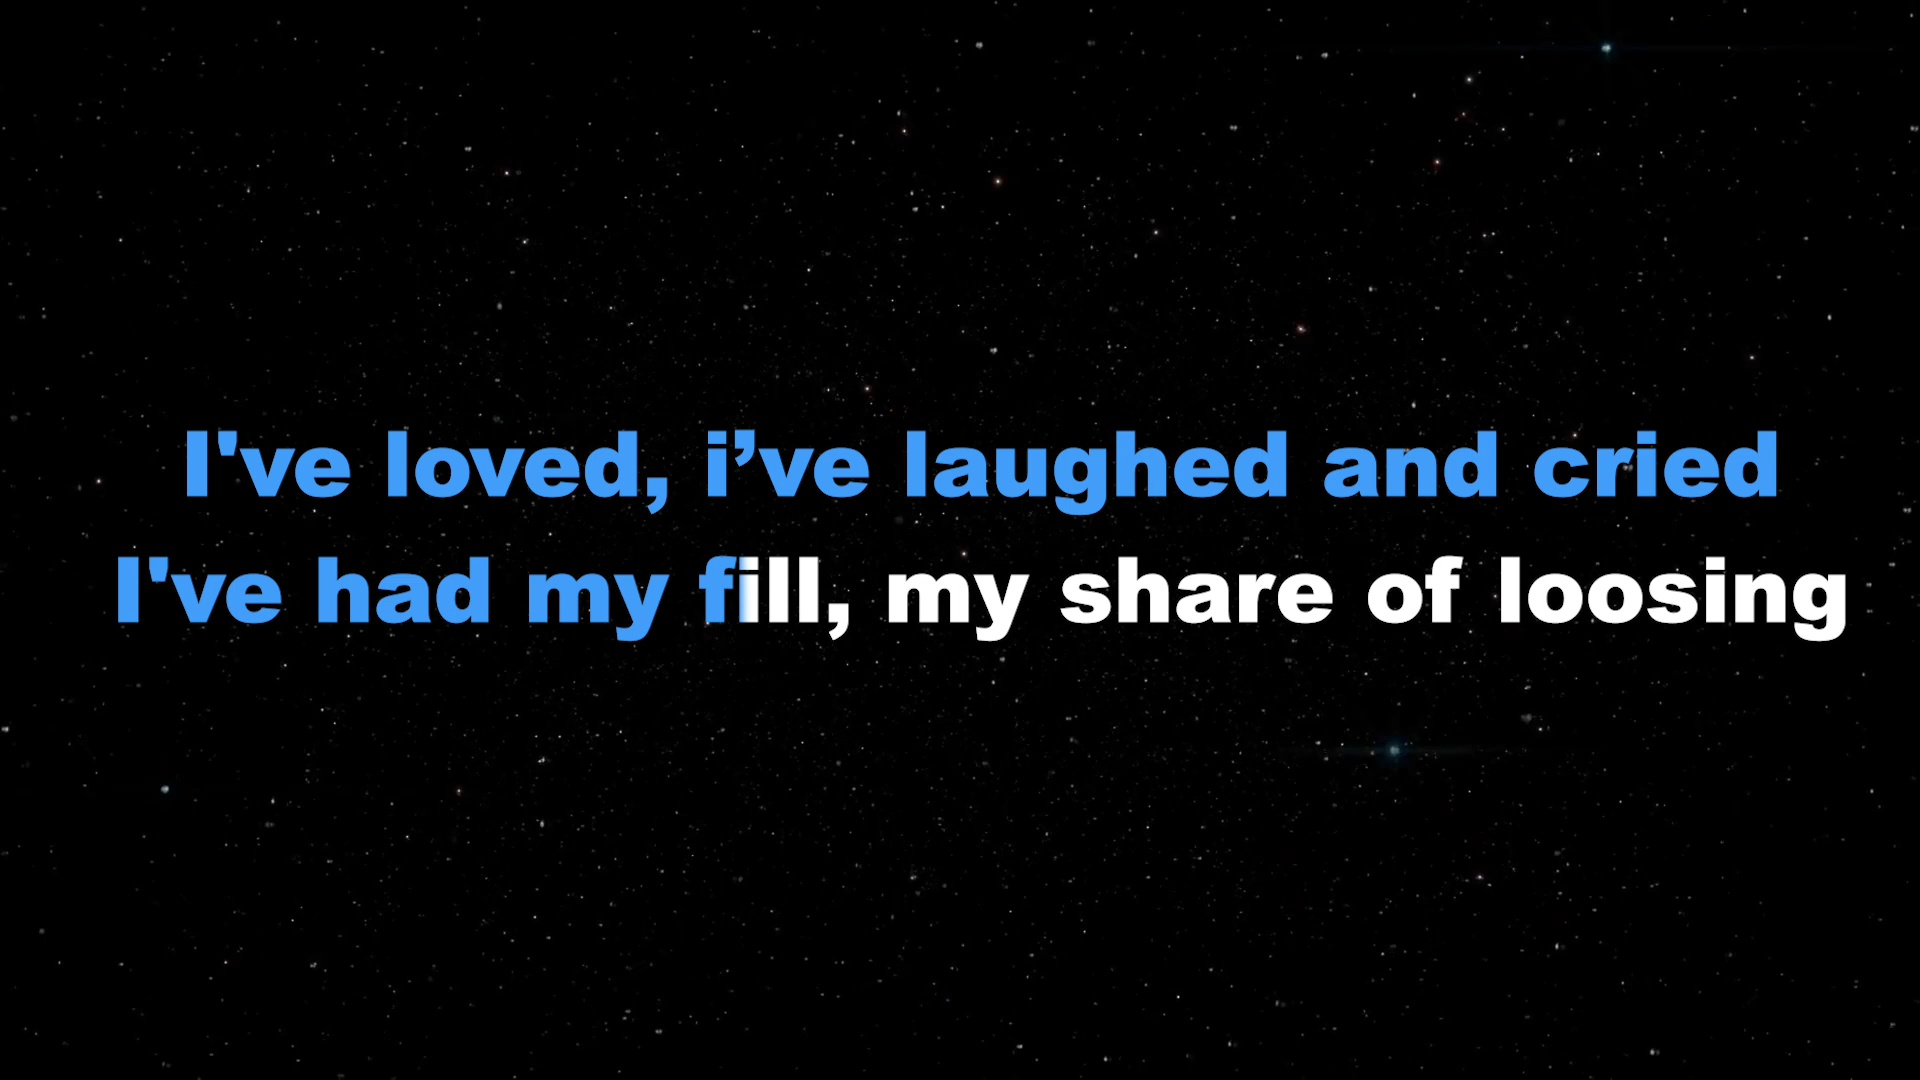 I've loved, i’ve laughed and cried
I've had my fill, my share of loosing